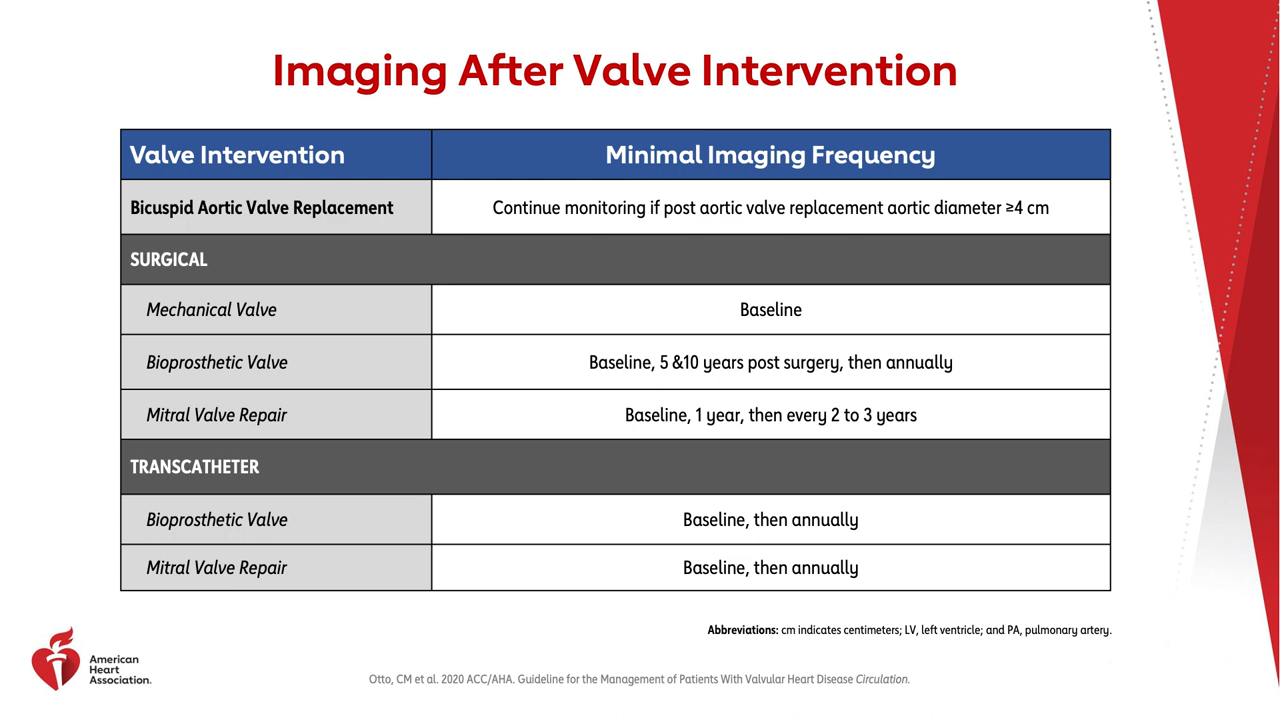 Imaging After Valve Intervention
Valve Intervention
Minimal Imaging Frequency
Bicuspid Aortic Valve Replacement
Continue monitoring if post aortic valve replacement aortic diameter ≥4 cm
SURGICAL
Mechanical Valve
Baseline
Bioprosthetic Valve
Baseline, 5 &10 years post surgery, then annually
Mitral Valve Repair
Baseline, 1 year, then every 2 to 3 years
TRANSCATHETER
Bioprosthetic Valve
Baseline, then annually
Mitral Valve Repair
Baseline, then annually
Abbreviations: cm indicates centimeters; LV, left ventricle; and PA, pulmonary artery.
American
Heart
Association.
Otto, CM et al. 2020 ACC/AHA. Guideline for the Management of Patients With Valvular Heart Disease Circulation.